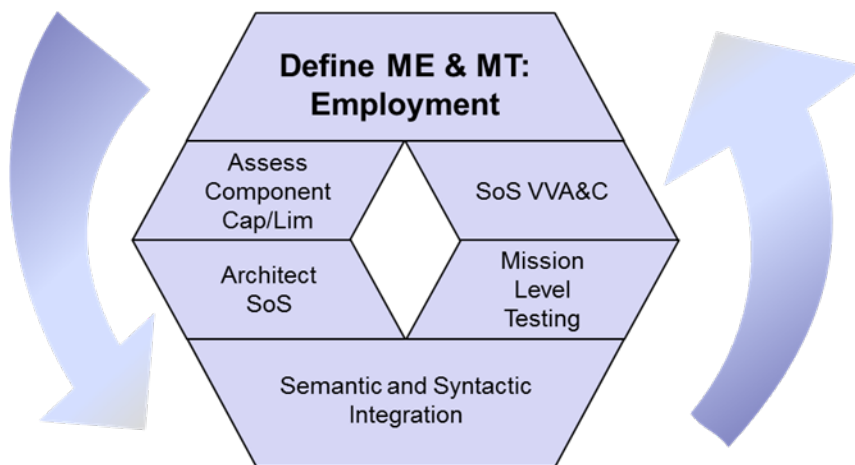 Define ME & MT:
Employment
Assess
Component
Cap/Lim
SoS VVA&C
Architect
SoS
Mission
Level
Testing
Semantic and Syntactic
Integration